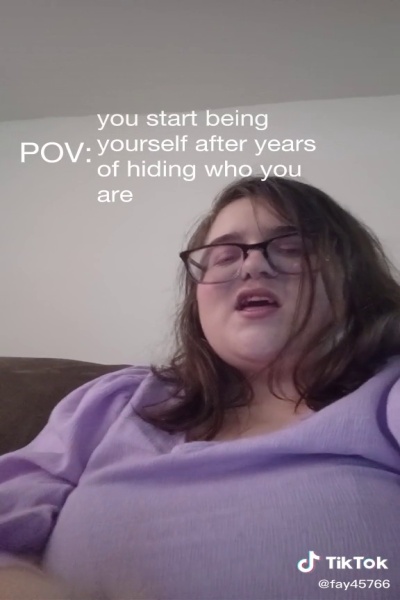 you start being
POV: yourself after years
of hiding who you
are
TikTok
@fay45766